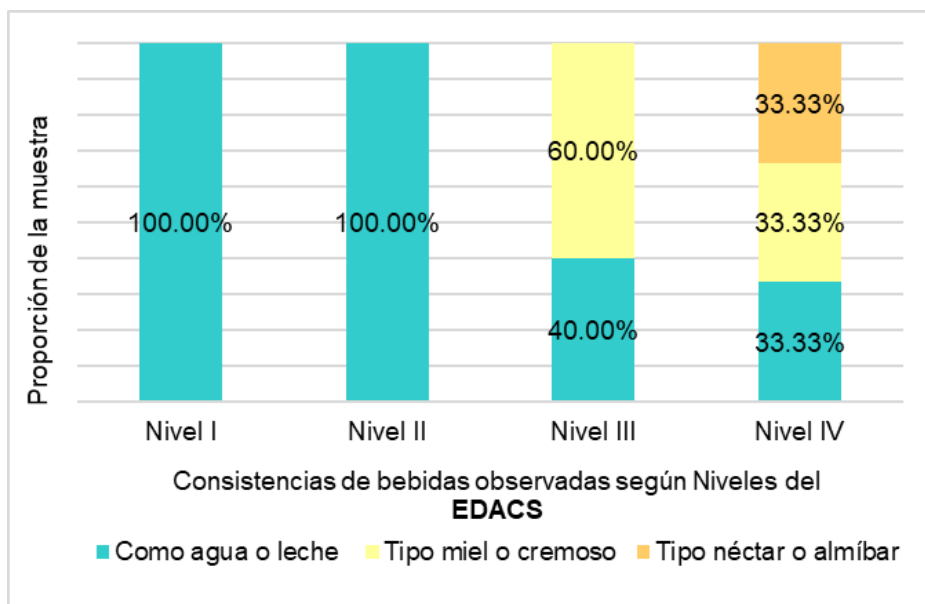 Proporción de la muestra
100.00%
100.00%
60.00%
40.00%
33.33%
33.33%
33.33%
Nivel I
Nivel II
Nivel III
Nivel IV
Consistencias de bebidas observadas según Niveles del
EDACS
Como agua o leche
Tipo miel o cremoso
Tipo néctar o almíbar